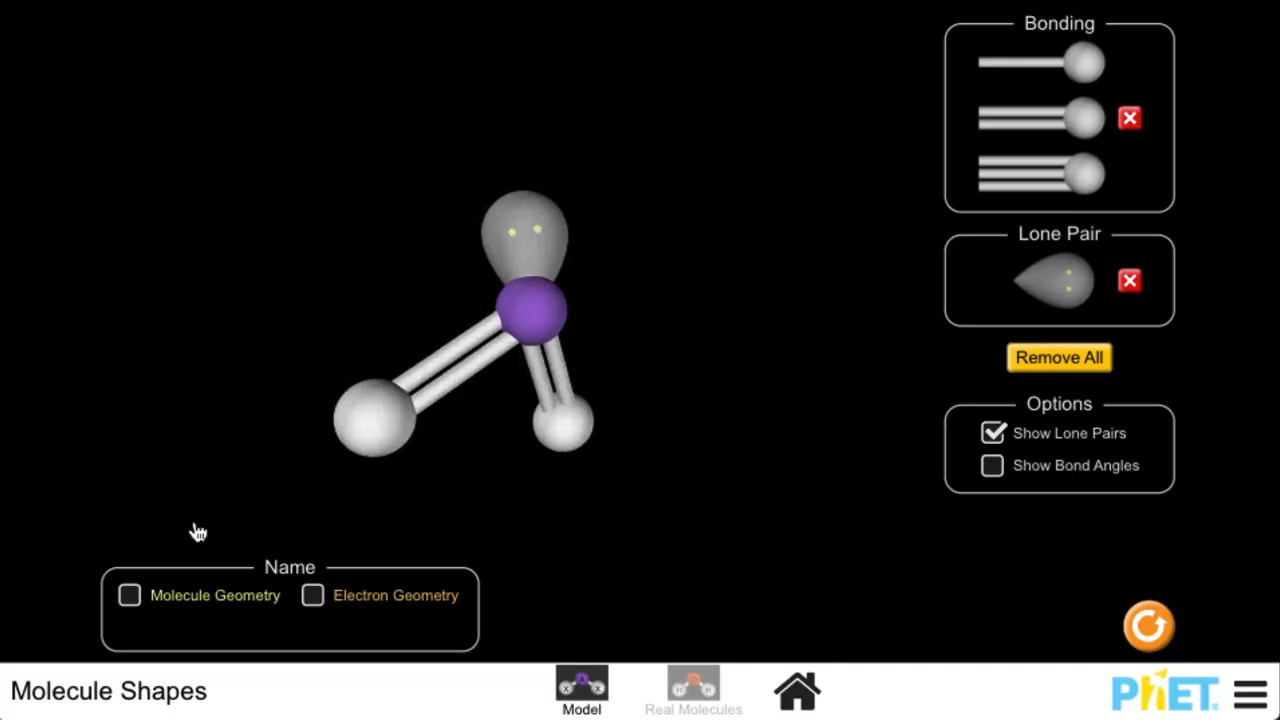 Bonding
Lone Pair
Remove All
Options
Show Lone Pairs
Show Bond Angles
Name
Molecule Geometry
Electron Geometry
Molecule Shapes
A
X X
Model
Real Molecules
PhET